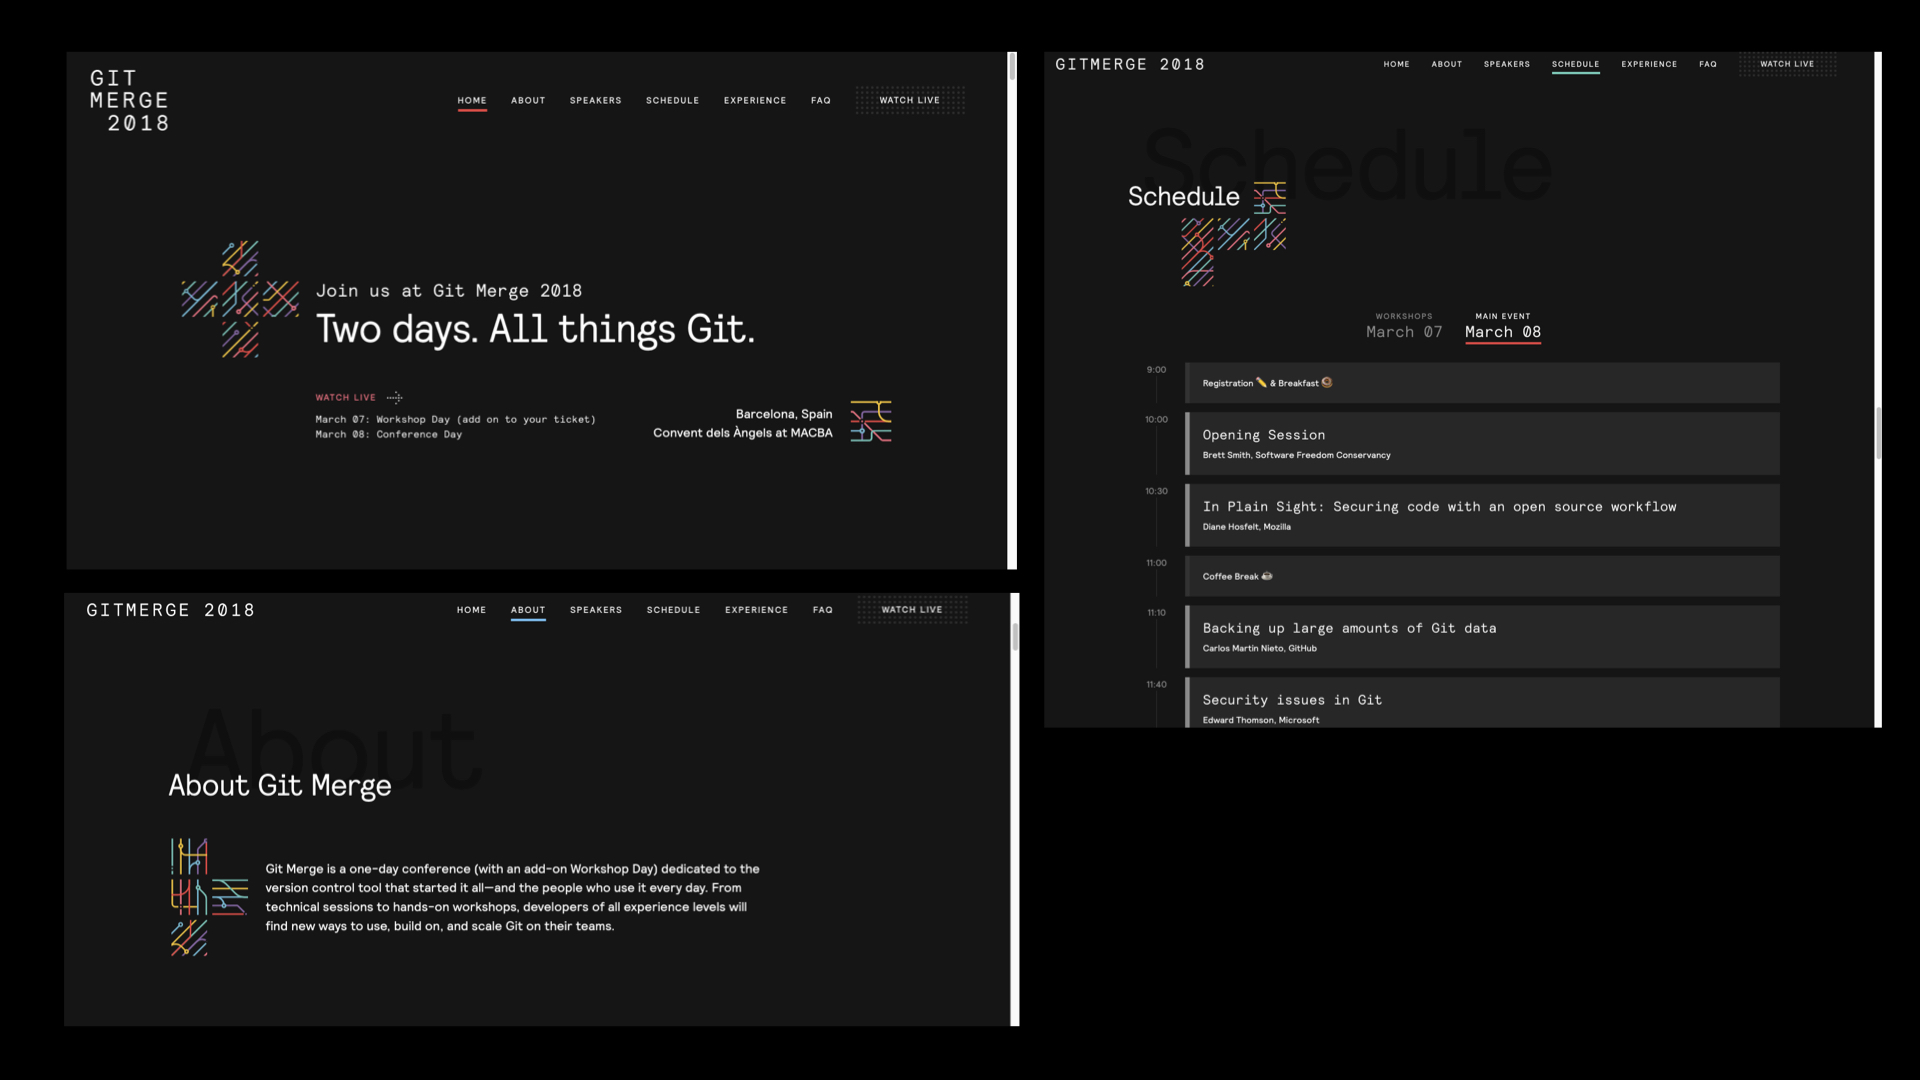 GIT
MERGE
2018
HOME ABOUT SPEAKERS SCHEDULE EXPERIENCE FAQ WATCH LIVE
Join us at Git Merge 2018
Two days. All things Git.
WATCH LIVE
March 07: Workshop Day (add on to your ticket)
March 08: Conference Day
Barcelona, Spain
Convent dels Àngels at MACBA
GITMERGE 2018
HOME ABOUT SPEAKERS SCHEDULE EXPERIENCE FAQ WATCH LIVE
About
About Git Merge
Git Merge is a one-day conference (with an add-on Workshop Day) dedicated to the
version control tool that started it all—and the people who use it every day. From
technical sessions to hands-on workshops, developers of all experience levels will
find new ways to use, build on, and scale Git on their teams.
GITMERGE 2018
HOME ABOUT SPEAKERS SCHEDULE EXPERIENCE FAQ WATCH LIVE
Schedule
Schedule
WORKSHOPS
March 07
MAIN EVENT
March 08
9:00
Registration ✏️ & Breakfast 🍩
10:00
Opening Session
Brett Smith, Software Freedom Conservancy
10:30
In Plain Sight: Securing code with an open source workflow
Diane Hosfelt, Mozilla
11:00
Coffee Break ☕
11:10
Backing up large amounts of Git data
Carlos Martin Nieto, GitHub
11:40
Security issues in Git
Edward Thomson, Microsoft